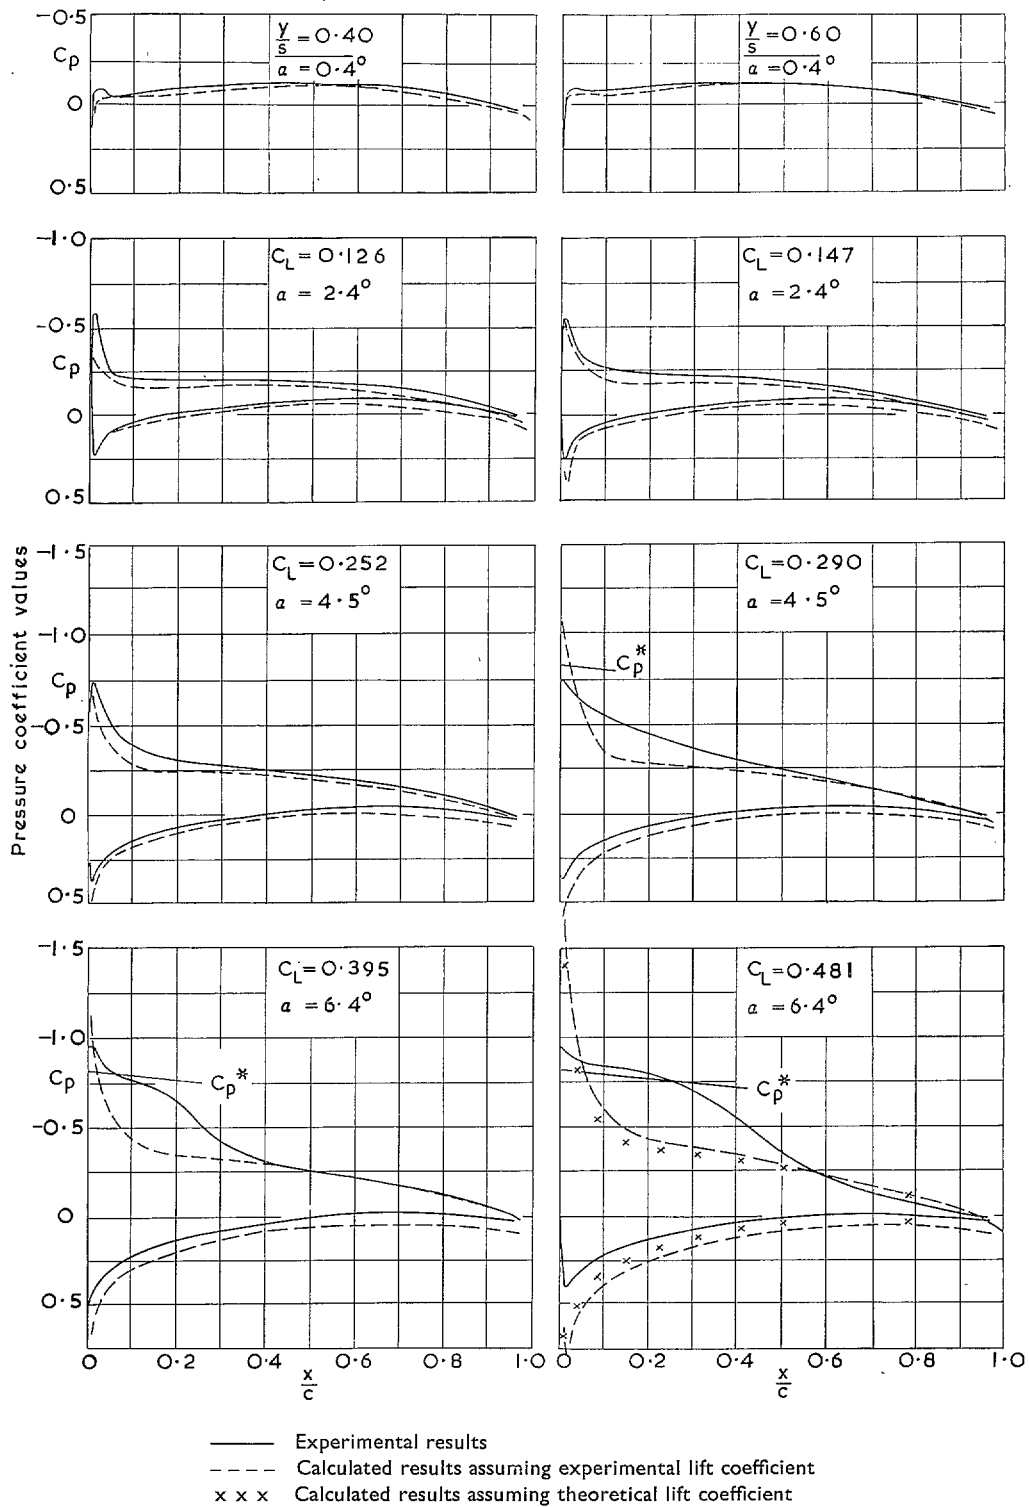 -0.5
Cp
0
0.5
y/s = 0.40
a = 0.4°
y/s = 0.60
a = 0.4°
-1.0
-0.5
Cp
0
0.5
CL = 0.126
a = 2.4°
CL = 0.147
a = 2.4°
Pressure coefficient values
-1.5
-1.0
Cp
-0.5
0
0.5
CL = 0.252
a = 4.5°
CL = 0.290
a = 4.5°
Cp*
-1.5
-1.0
Cp
-0.5
0
0.5
CL = 0.395
a = 6.4°
Cp*
CL = 0.481
a = 6.4°
Cp*
0 0.2 0.4 0.6 0.8 1.0
x/c
0 0.2 0.4 0.6 0.8 1.0
x/c
Experimental results
Calculated results assuming experimental lift coefficient
x x x Calculated results assuming theoretical lift coefficient